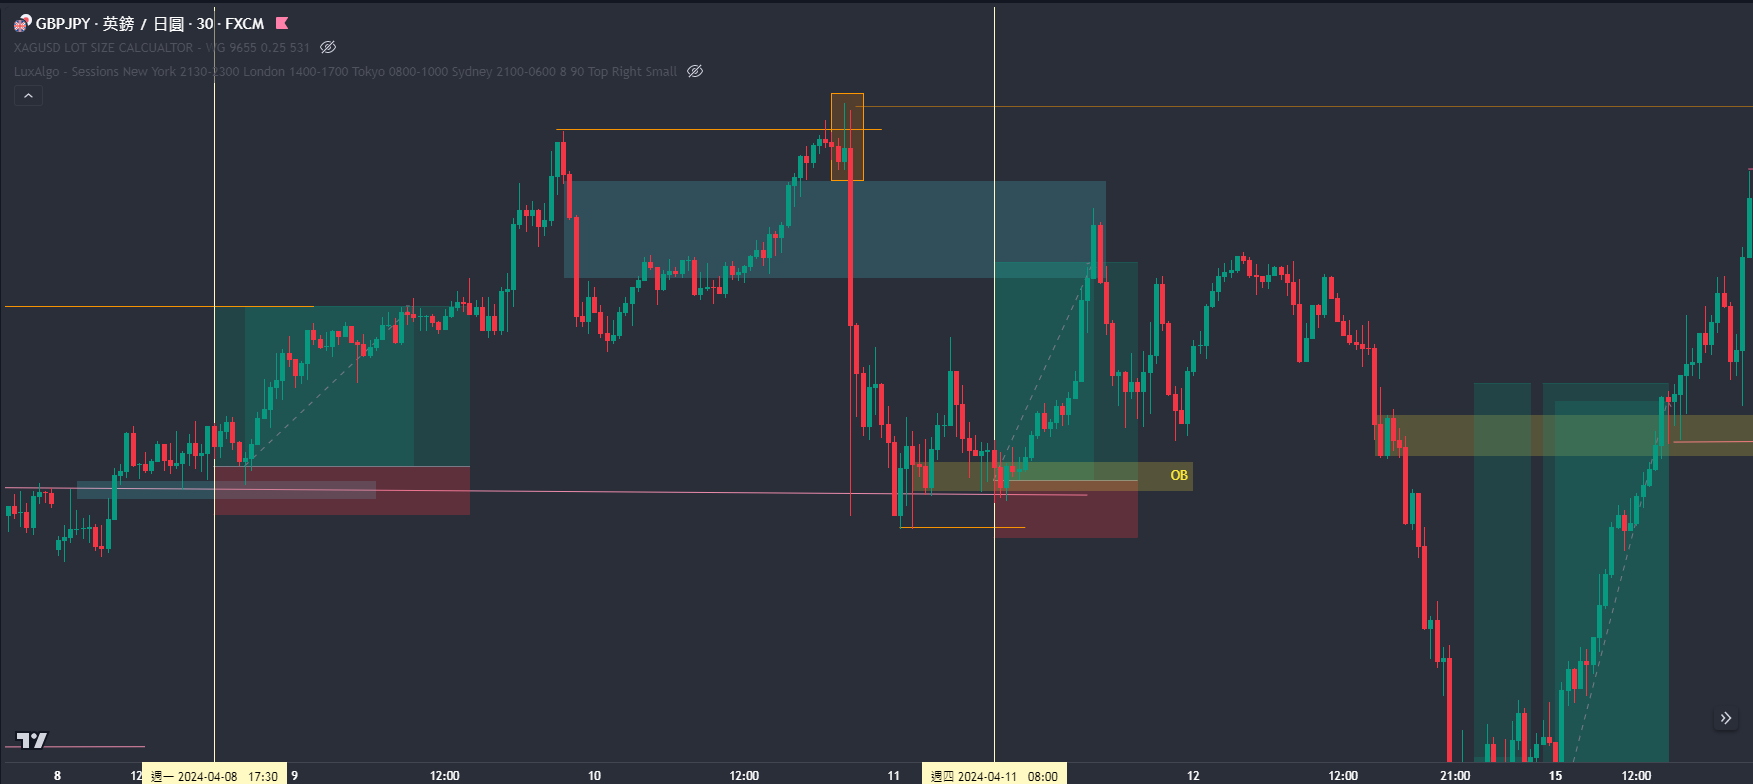 GBPJPY · 英鎊 / 日圓 · 30 · FXCM
XAGUSD LOT SIZE CALCUALTOR - WG 9655 0.25 531
LuxAlgo - Sessions New York 2130-2300 London 1400-1700 Tokyo 0800-1000 Sydney 2100-0600 8 90 Top Right Small
OB
8 12 週一 2024-04-08 17:30 9 12:00 10 12:00 11 週四 2024-04-11 08:00 12 12:00 21:00 15 12:00